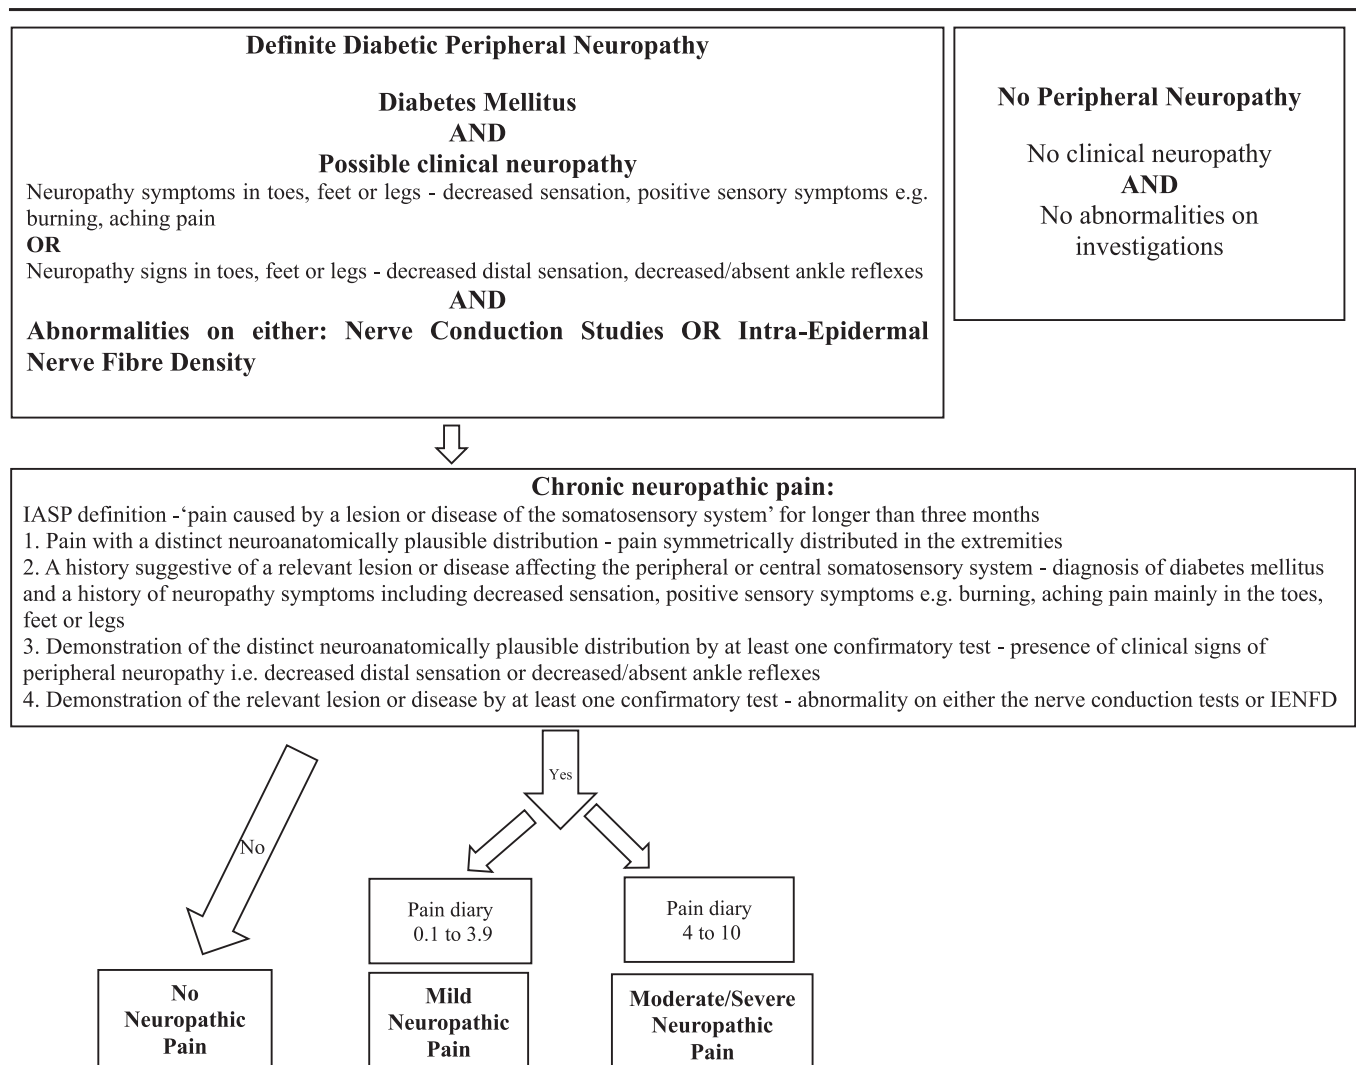 Definite Diabetic Peripheral Neuropathy
Diabetes Mellitus
AND
Possible clinical neuropathy
Neuropathy symptoms in toes, feet or legs - decreased sensation, positive sensory symptoms e.g.
burning, aching pain
OR
Neuropathy signs in toes, feet or legs - decreased distal sensation, decreased/absent ankle reflexes
AND
Abnormalities on either: Nerve Conduction Studies OR Intra-Epidermal
Nerve Fibre Density
No Peripheral Neuropathy
No clinical neuropathy
AND
No abnormalities on
investigations
Chronic neuropathic pain:
IASP definition -‘pain caused by a lesion or disease of the somatosensory system’ for longer than three months
1. Pain with a distinct neuroanatomically plausible distribution - pain symmetrically distributed in the extremities
2. A history suggestive of a relevant lesion or disease affecting the peripheral or central somatosensory system - diagnosis of diabetes mellitus
and a history of neuropathy symptoms including decreased sensation, positive sensory symptoms e.g. burning, aching pain mainly in the toes,
feet or legs
3. Demonstration of the distinct neuroanatomically plausible distribution by at least one confirmatory test - presence of clinical signs of
peripheral neuropathy i.e. decreased distal sensation or decreased/absent ankle reflexes
4. Demonstration of the relevant lesion or disease by at least one confirmatory test - abnormality on either the nerve conduction tests or IENFD
Yes
No
Pain diary
0.1 to 3.9
Pain diary
4 to 10
No
Neuropathic
Pain
Mild
Neuropathic
Pain
Moderate/Severe
Neuropathic
Pain